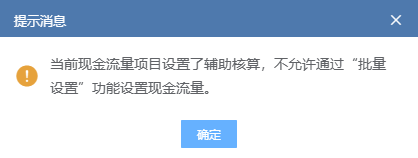 提示消息
当前现金流量项目设置了辅助核算，不允许通过“批量
设置”功能设置现金流量。
确定